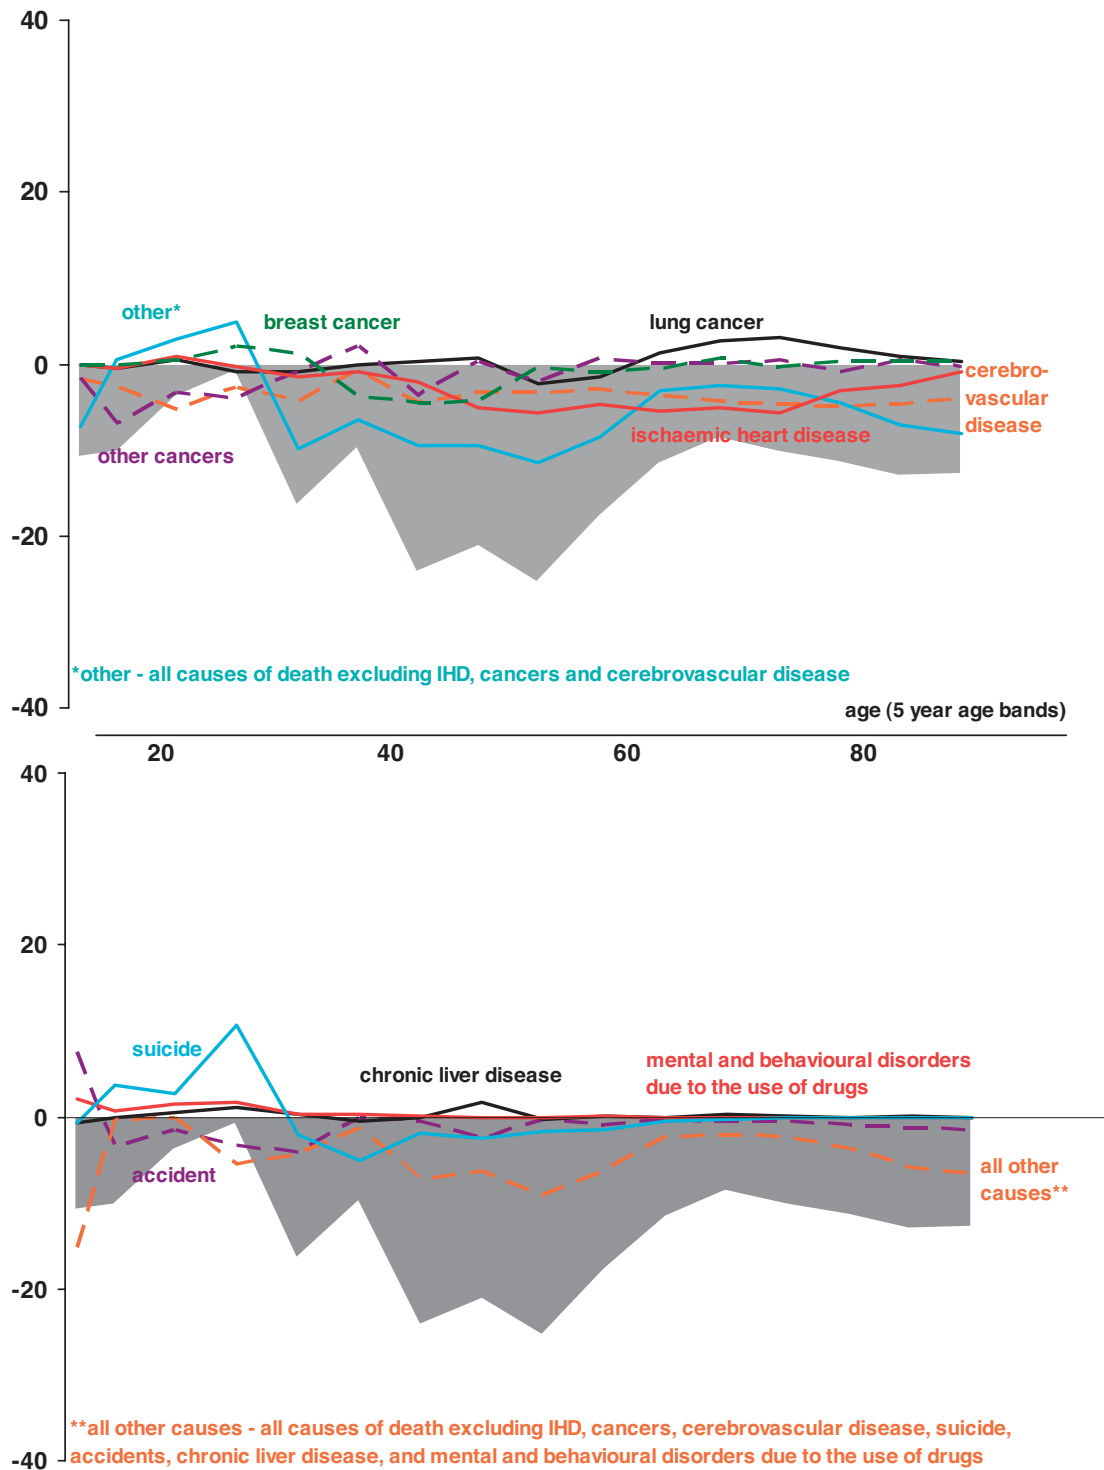 40
20
other*
breast cancer
lung cancer
0
cerebro-
vascular
disease
ischaemic heart disease
other cancers
-20
*other - all causes of death excluding IHD, cancers and cerebrovascular disease
-40
age (5 year age bands)
20 40 60 80
40
20
suicide
mental and behavioural disorders
due to the use of drugs
chronic liver disease
0
accident
all other
causes**
-20
**all other causes - all causes of death excluding IHD, cancers, cerebrovascular disease, suicide,
accidents, chronic liver disease, and mental and behavioural disorders due to the use of drugs
-40